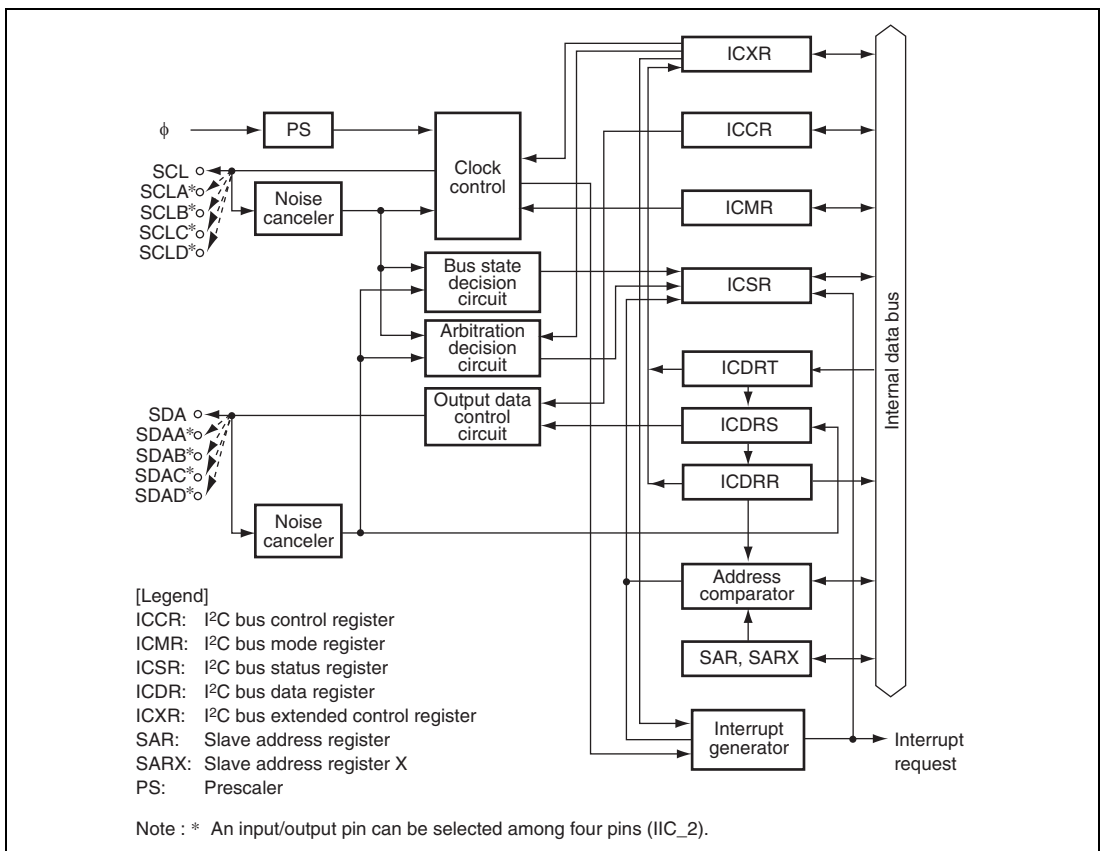 ICXR
ϕ
PS
ICCR
SCL
Clock
control
SCLA*
Noise
canceler
SCLB*
ICMR
SCLC*
SCLD*
Bus state
decision
circuit
ICSR
Internal data bus
Arbitration
decision
circuit
ICDRT
SDA
Output data
control
circuit
ICDRS
SDAA*
SDAB*
SDAC*
ICDRR
SDAD*
Noise
canceler
Address
comparator
[Legend]
ICCR: I²C bus control register
ICMR: I²C bus mode register
SAR, SARX
ICSR: I²C bus status register
ICDR: I²C bus data register
ICXR: I²C bus extended control register
SAR: Slave address register
SARX: Slave address register X
PS: Prescaler
Interrupt
generator
Interrupt
request
Note : * An input/output pin can be selected among four pins (IIC_2).